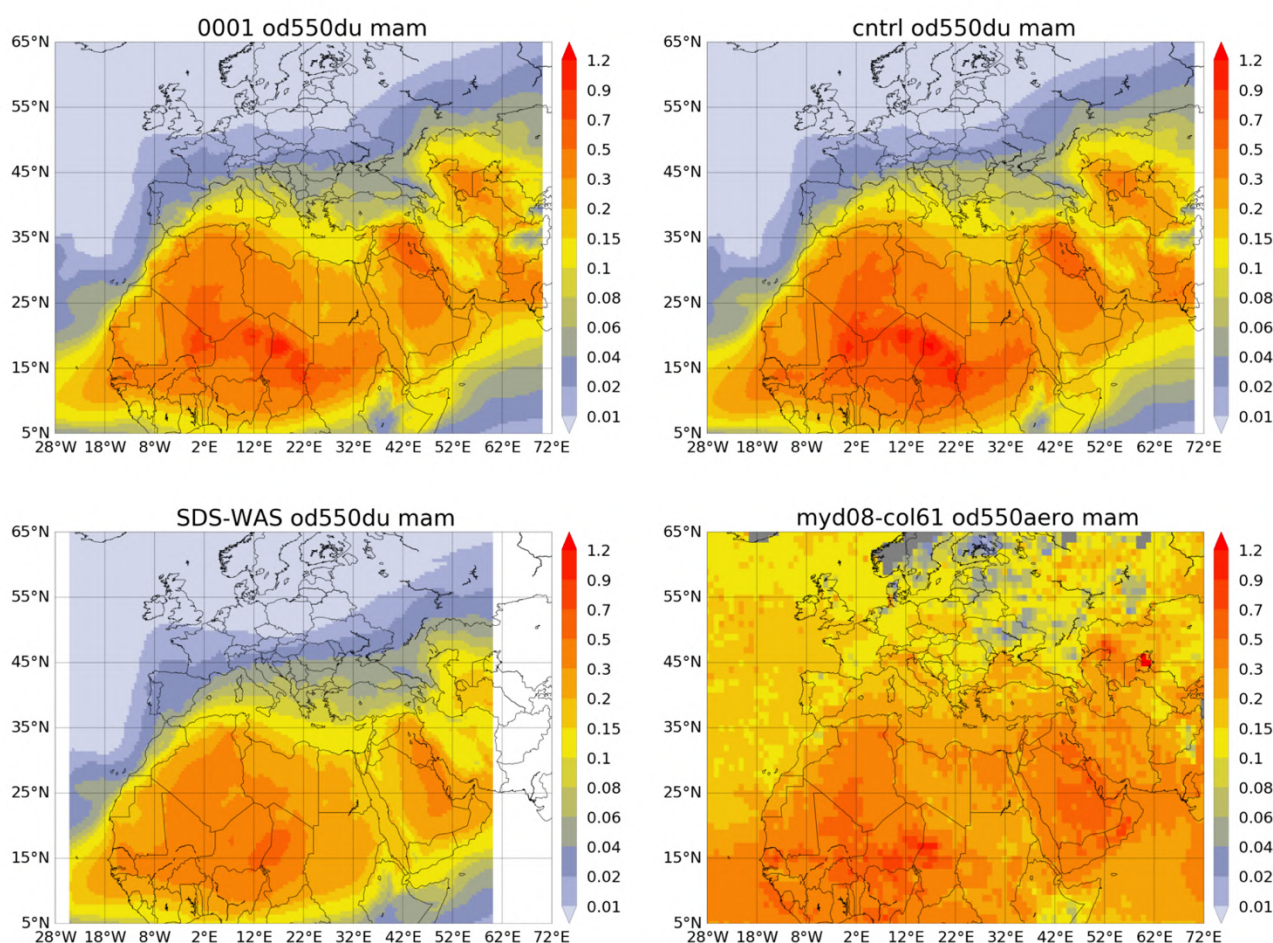 0001 od550du mam
65°N
55°N
45°N
35°N
25°N
15°N
5°N
28°W 18°W 8°W 2°E 12°E 22°E 32°E 42°E 52°E 62°E 72°E
1.2
0.9
0.7
0.5
0.3
0.2
0.15
0.1
0.08
0.06
0.04
0.02
0.01
cntrl od550du mam
65°N
55°N
45°N
35°N
25°N
15°N
5°N
28°W 18°W 8°W 2°E 12°E 22°E 32°E 42°E 52°E 62°E 72°E
1.2
0.9
0.7
0.5
0.3
0.2
0.15
0.1
0.08
0.06
0.04
0.02
0.01
SDS-WAS od550du mam
65°N
55°N
45°N
35°N
25°N
15°N
5°N
28°W 18°W 8°W 2°E 12°E 22°E 32°E 42°E 52°E 62°E 72°E
1.2
0.9
0.7
0.5
0.3
0.2
0.15
0.1
0.08
0.06
0.04
0.02
0.01
myd08-col61 od550aero mam
65°N
55°N
45°N
35°N
25°N
15°N
5°N
28°W 18°W 8°W 2°E 12°E 22°E 32°E 42°E 52°E 62°E 72°E
1.2
0.9
0.7
0.5
0.3
0.2
0.15
0.1
0.08
0.06
0.04
0.02
0.01